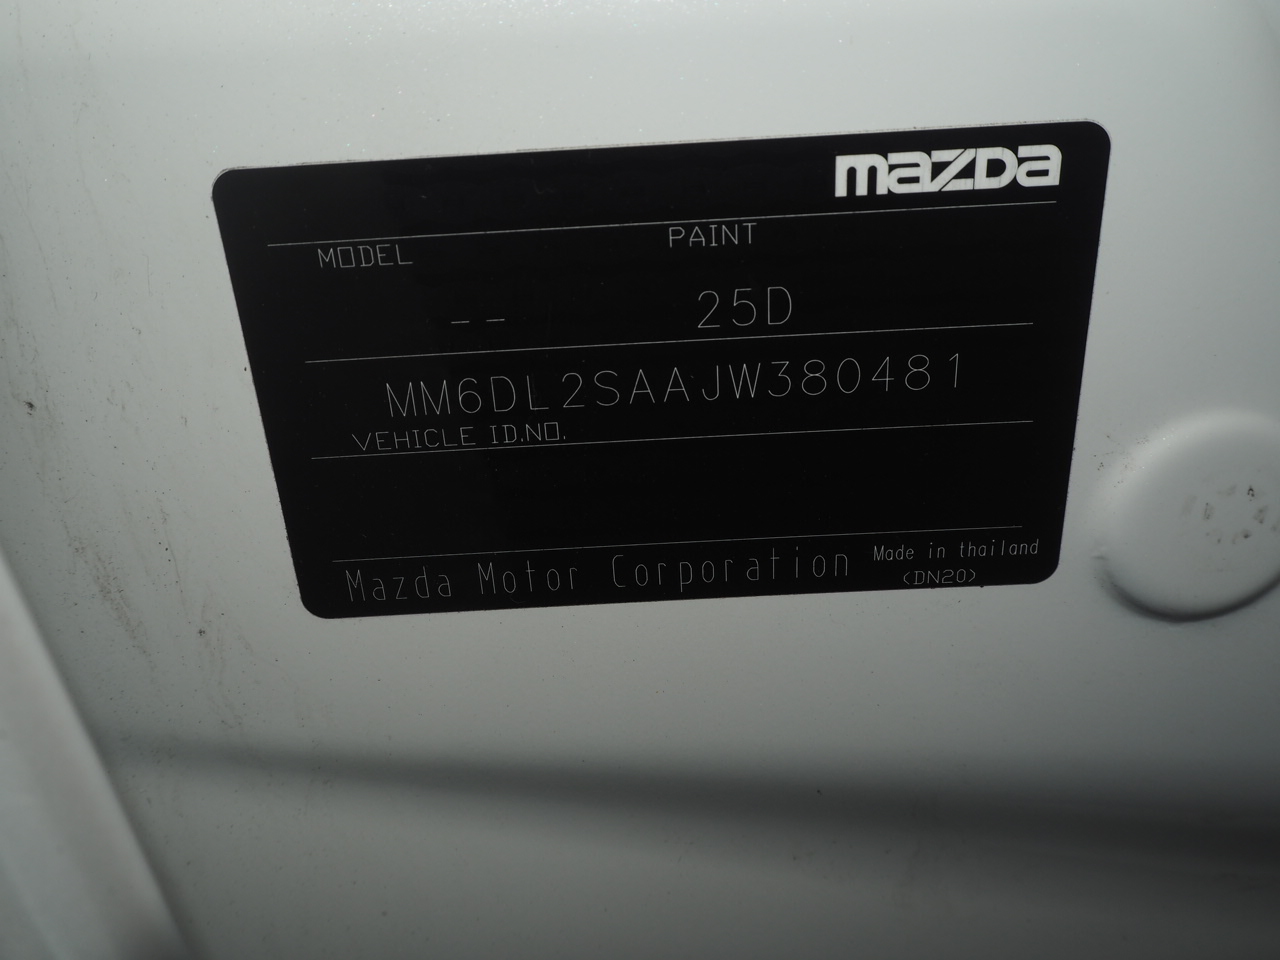 mazda
MODEL PAINT
-- 25D
MM6DL2SAAJW380481
VEHICLE ID.NO.
Mazda Motor Corporation Made in thailand
(DN20)